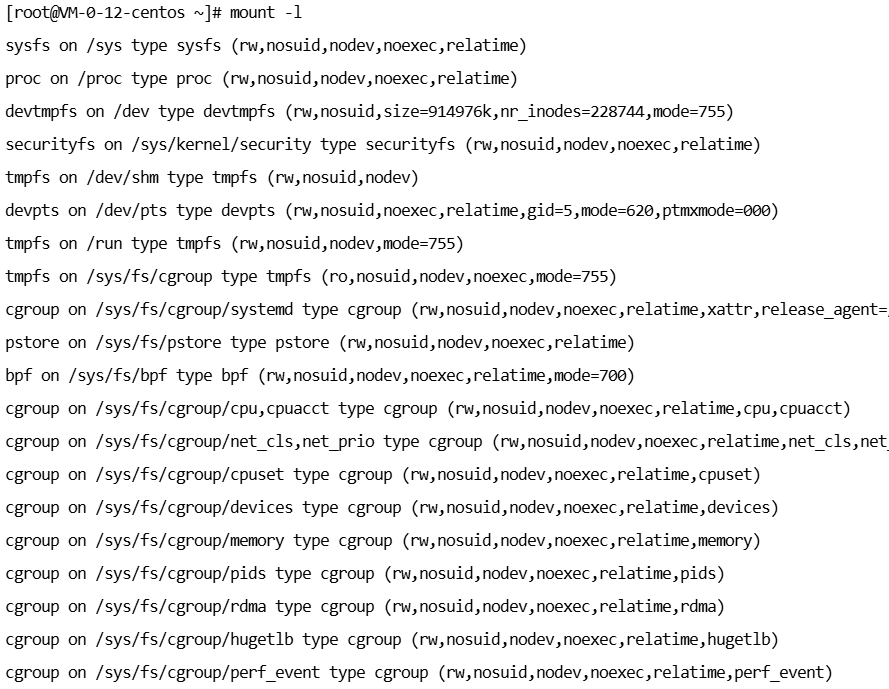 [root@VM-0-12-centos ~]# mount -l
sysfs on /sys type sysfs (rw,nosuid,nodev,noexec,relatime)
proc on /proc type proc (rw,nosuid,nodev,noexec,relatime)
devtmpfs on /dev type devtmpfs (rw,nosuid,size=914976k,nr_inodes=228744,mode=755)
securityfs on /sys/kernel/security type securityfs (rw,nosuid,nodev,noexec,relatime)
tmpfs on /dev/shm type tmpfs (rw,nosuid,nodev)
devpts on /dev/pts type devpts (rw,nosuid,noexec,relatime,gid=5,mode=620,ptmxmode=000)
tmpfs on /run type tmpfs (rw,nosuid,nodev,mode=755)
tmpfs on /sys/fs/cgroup type tmpfs (ro,nosuid,nodev,noexec,mode=755)
cgroup on /sys/fs/cgroup/systemd type cgroup (rw,nosuid,nodev,noexec,relatime,xattr,release_agent=
pstore on /sys/fs/pstore type pstore (rw,nosuid,nodev,noexec,relatime)
bpf on /sys/fs/bpf type bpf (rw,nosuid,nodev,noexec,relatime,mode=700)
cgroup on /sys/fs/cgroup/cpu,cpuacct type cgroup (rw,nosuid,nodev,noexec,relatime,cpu,cpuacct)
cgroup on /sys/fs/cgroup/net_cls,net_prio type cgroup (rw,nosuid,nodev,noexec,relatime,net_cls,net_
cgroup on /sys/fs/cgroup/cpuset type cgroup (rw,nosuid,nodev,noexec,relatime,cpuset)
cgroup on /sys/fs/cgroup/devices type cgroup (rw,nosuid,nodev,noexec,relatime,devices)
cgroup on /sys/fs/cgroup/memory type cgroup (rw,nosuid,nodev,noexec,relatime,memory)
cgroup on /sys/fs/cgroup/pids type cgroup (rw,nosuid,nodev,noexec,relatime,pids)
cgroup on /sys/fs/cgroup/rdma type cgroup (rw,nosuid,nodev,noexec,relatime,rdma)
cgroup on /sys/fs/cgroup/hugetlb type cgroup (rw,nosuid,nodev,noexec,relatime,hugetlb)
cgroup on /sys/fs/cgroup/perf_event type cgroup (rw,nosuid,nodev,noexec,relatime,perf_event)